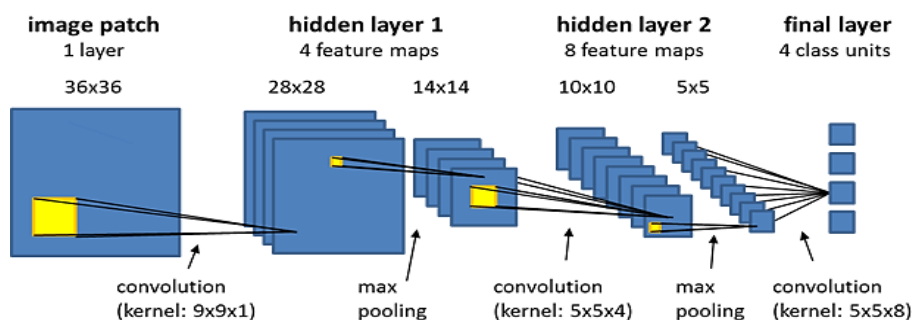 image patch
1 layer
36x36
hidden layer 1
4 feature maps
28x28
14x14
hidden layer 2
8 feature maps
10x10
5x5
final layer
4 class units
convolution
(kernel: 9x9x1)
max
pooling
convolution
(kernel: 5x5x4)
max
pooling
convolution
(kernel: 5x5x8)